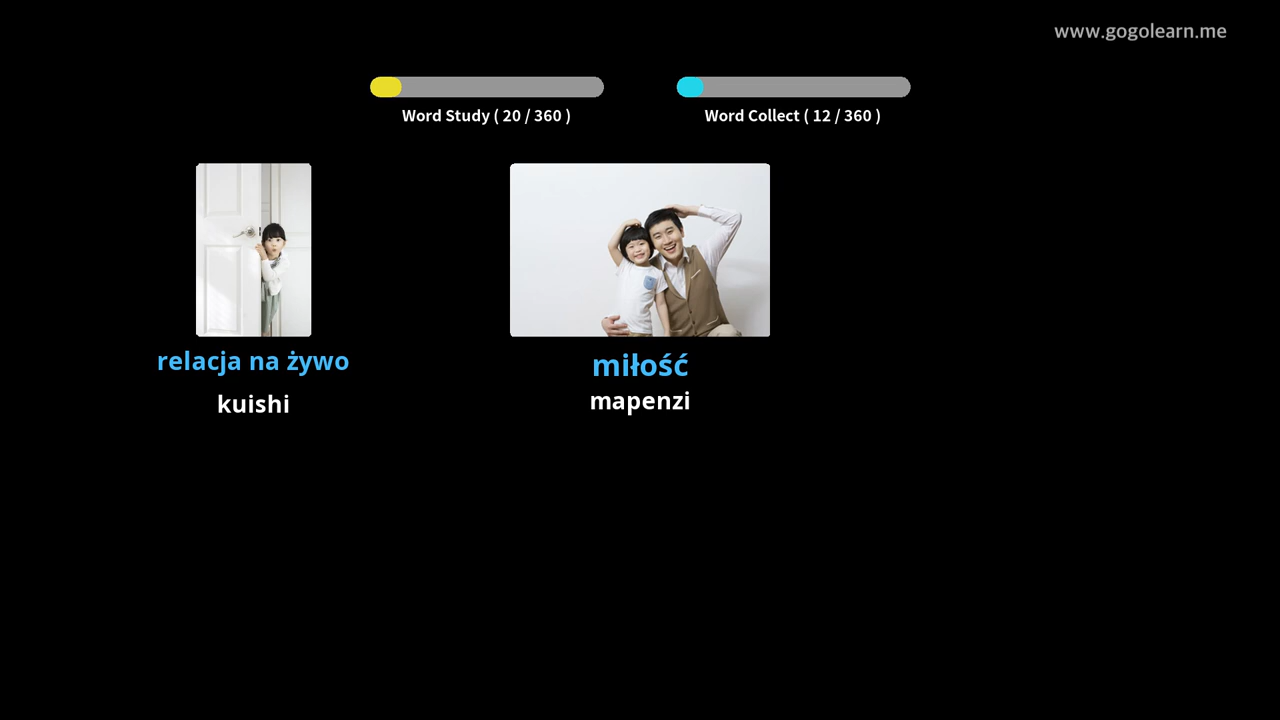 www.gogolearn.me
Word Study ( 20 / 360 )
Word Collect ( 12 / 360 )
relacja na żywo
kuishi
miłość
mapenzi